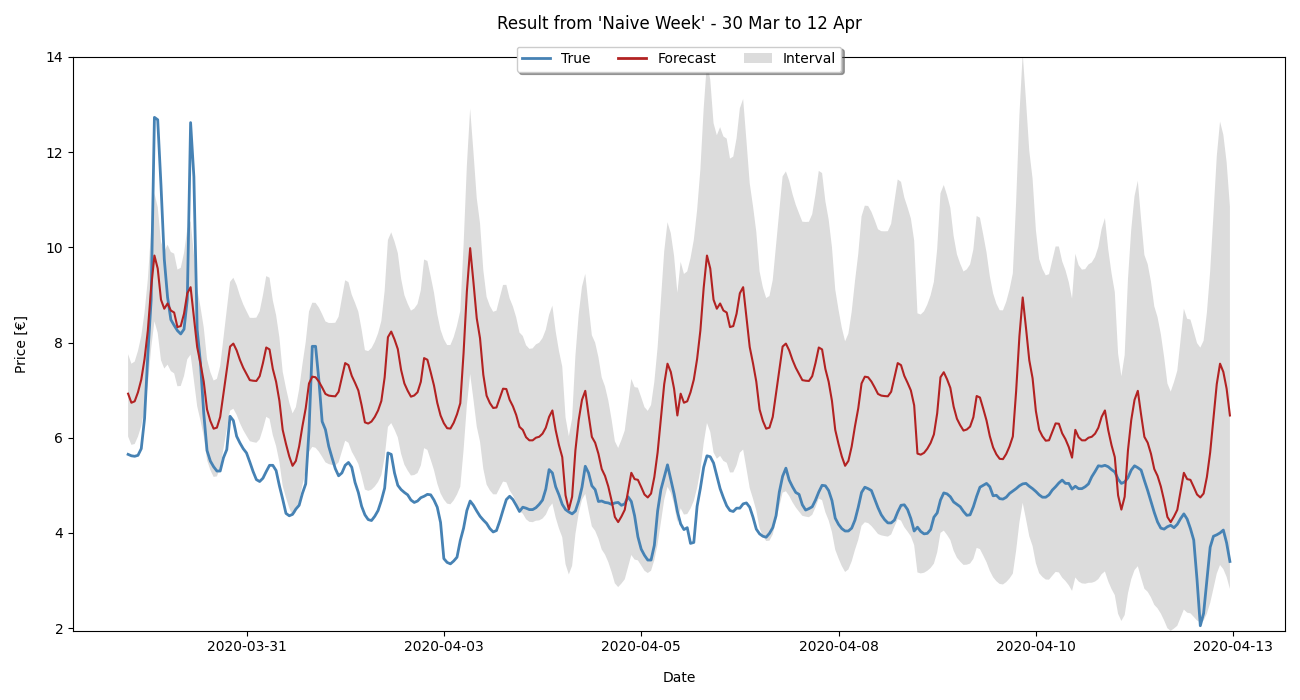 Result from 'Naive Week' - 30 Mar to 12 Apr
True Forecast Interval
14
12
10
8
6
4
2
Price [€]
2020-03-31 2020-04-03 2020-04-05 2020-04-08 2020-04-10 2020-04-13
Date